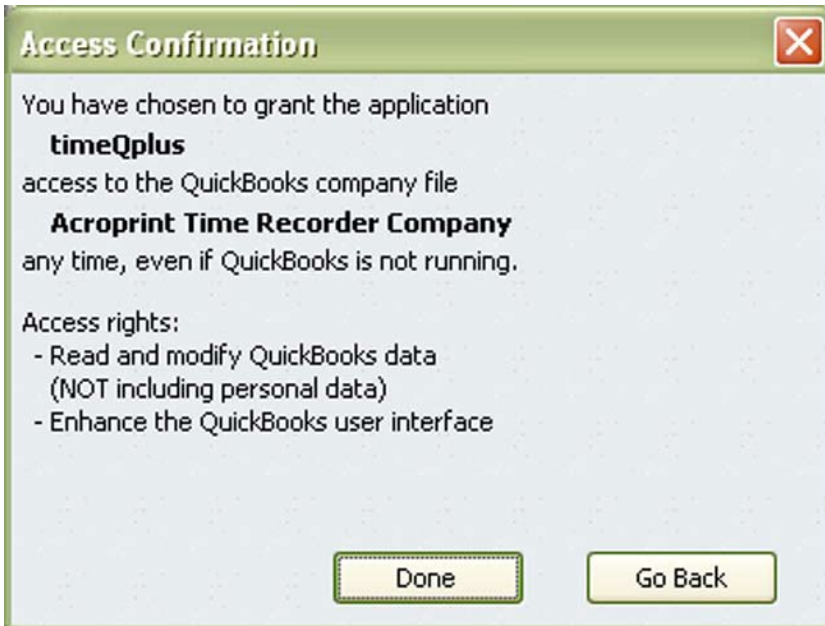 Access Confirmation
You have chosen to grant the application
timeQplus
access to the QuickBooks company file
Acroprint Time Recorder Company
any time, even if QuickBooks is not running.
Access rights:
- Read and modify QuickBooks data
(NOT including personal data)
- Enhance the QuickBooks user interface
Done Go Back